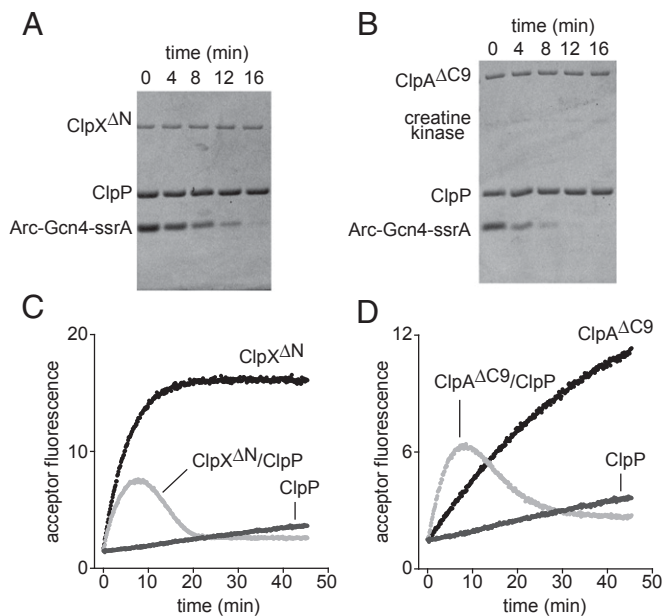 A
time (min)
0 4 8 12 16
ClpX^ΔN
ClpP
Arc-Gcn4-ssrA
B
time (min)
0 4 8 12 16
ClpA^ΔC9
creatine
kinase
ClpP
Arc-Gcn4-ssrA
C
20
10
0
acceptor fluorescence
ClpX^ΔN
ClpX^ΔN/ClpP
ClpP
0 10 20 30 40 50
time (min)
D
12
6
0
acceptor fluorescence
ClpA^ΔC9
ClpA^ΔC9/ClpP
ClpP
0 10 20 30 40 50
time (min)